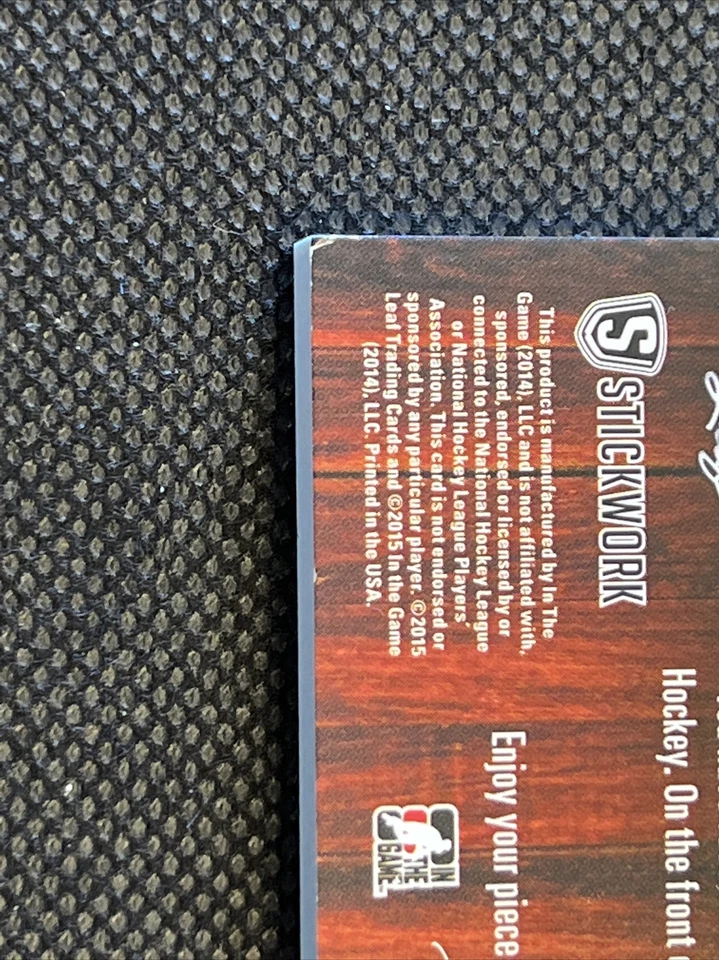 Hockey. On the front
STICKWORK
This product is manufactured by In The
Game (2014), LLC and is not affiliated with,
sponsored, endorsed or licensed by or
connected to the National Hockey League
or National Hockey League Players'
Association. This card is not endorsed or
sponsored by any particular player. ©2015
Leaf Trading Cards and ©2015 In the Game
(2014), LLC. Printed in the USA.
Enjoy your piece
IN
THE
GAME